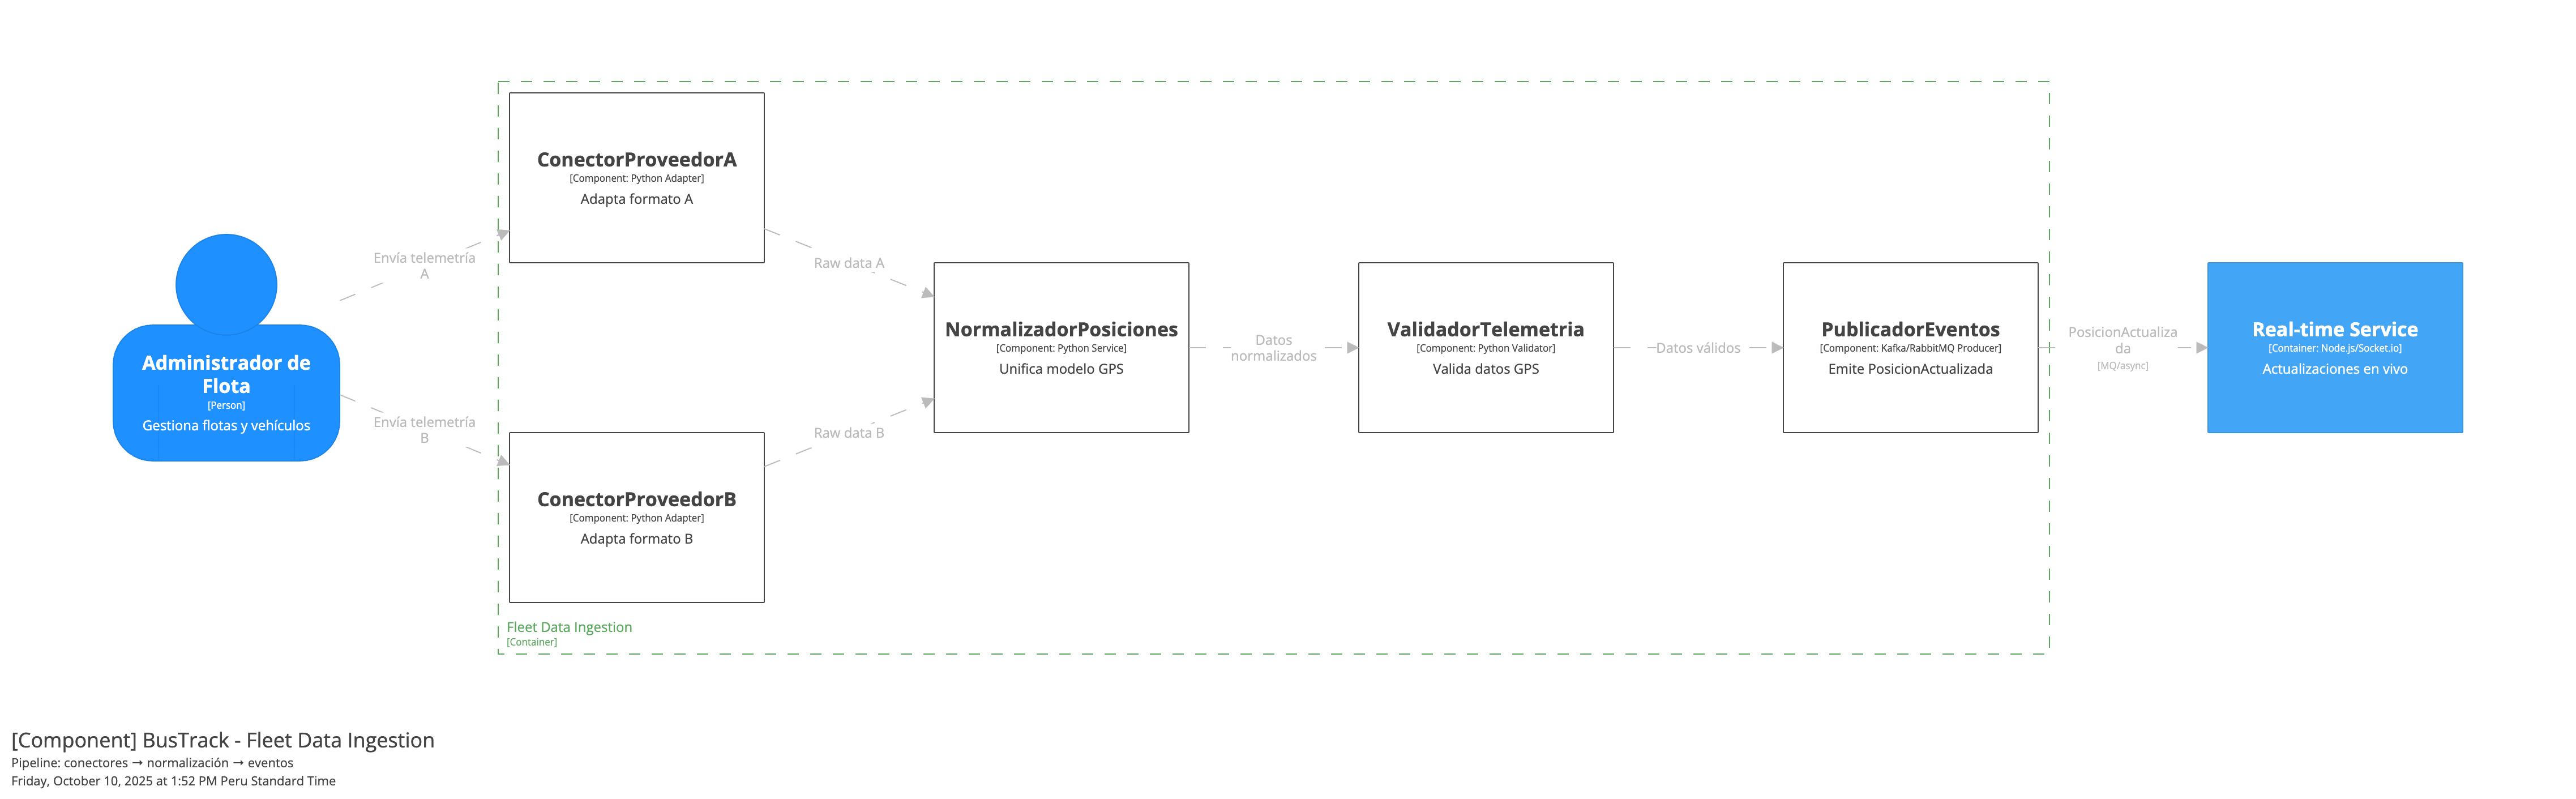 Administrador de
Flota
[Person]
Gestiona flotas y vehículos
Envía telemetría
A
Envía telemetría
B
ConectorProveedorA
[Component: Python Adapter]
Adapta formato A
ConectorProveedorB
[Component: Python Adapter]
Adapta formato B
Fleet Data Ingestion
[Container]
Raw data A
Raw data B
NormalizadorPosiciones
[Component: Python Service]
Unifica modelo GPS
Datos
normalizados
ValidadorTelemetria
[Component: Python Validator]
Valida datos GPS
Datos válidos
PublicadorEventos
[Component: Kafka/RabbitMQ Producer]
Emite PosicionActualizada
PosicionActualiza
da
[MQ/async]
Real-time Service
[Container: Node.js/Socket.io]
Actualizaciones en vivo
[Component] BusTrack - Fleet Data Ingestion
Pipeline: conectores → normalización → eventos
Friday, October 10, 2025 at 1:52 PM Peru Standard Time